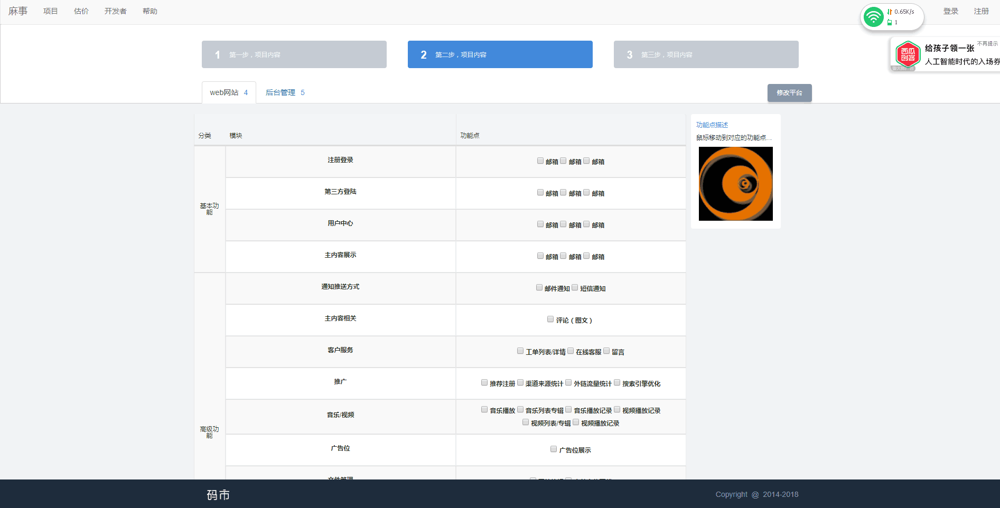 麻事 项目 估价 开发者 帮助
0.65K/s
1
登录 注册
不再提示
西瓜创客
给孩子领一张
人工智能时代的入场券
1 第一步，项目内容
2 第二步，项目内容
3 第三步，项目内容
web网站 4 后台管理 5
修改平台
分类 模块 功能点
功能点描述
鼠标移动到对应的功能点...
基本功能
注册登录 邮箱 邮箱 邮箱
第三方登陆 邮箱 邮箱 邮箱
用户中心 邮箱 邮箱 邮箱
主内容展示 邮箱 邮箱 邮箱
高级功能
通知推送方式 邮件通知 短信通知
主内容相关 评论（图文）
客户服务 工单列表/详情 在线客服 留言
推广 推荐注册 渠道来源统计 外链流量统计 搜索引擎优化
音乐/视频 音乐播放 音乐列表专辑 音乐播放记录 视频播放记录
视频列表/专辑 视频播放记录
广告位 广告位展示
文件管理
码市
Copyright @ 2014-2018